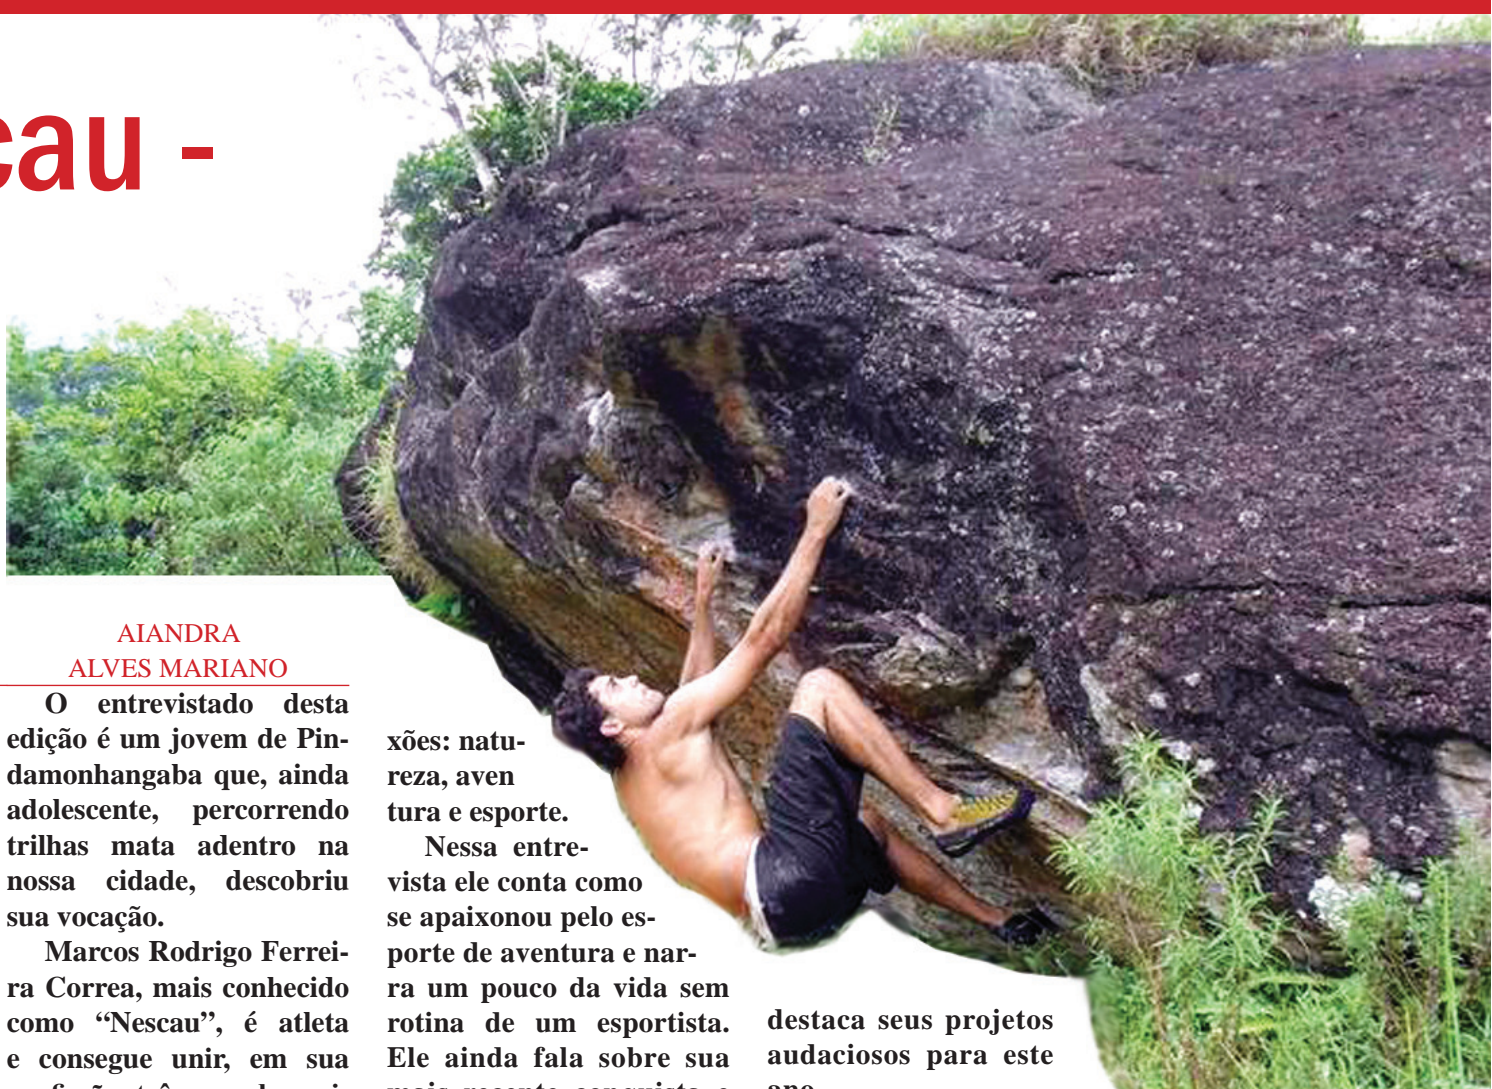 cau -
AIANDRA
ALVES MARIANO
O entrevistado desta
edição é um jovem de Pin-
damonhangaba que, ainda
adolescente, percorrendo
trilhas mata adentro na
nossa cidade, descobriu
sua vocação.
Marcos Rodrigo Ferrei-
ra Correa, mais conhecido
como “Nescau”, é atleta
e consegue unir, em sua
xões: natu-
reza, aven
tura e esporte.
Nessa entre-
vista ele conta como
se apaixonou pelo es-
porte de aventura e nar-
ra um pouco da vida sem
rotina de um esportista.
Ele ainda fala sobre sua
mais recente conquista e
destaca seus projetos
audaciosos para este
ano